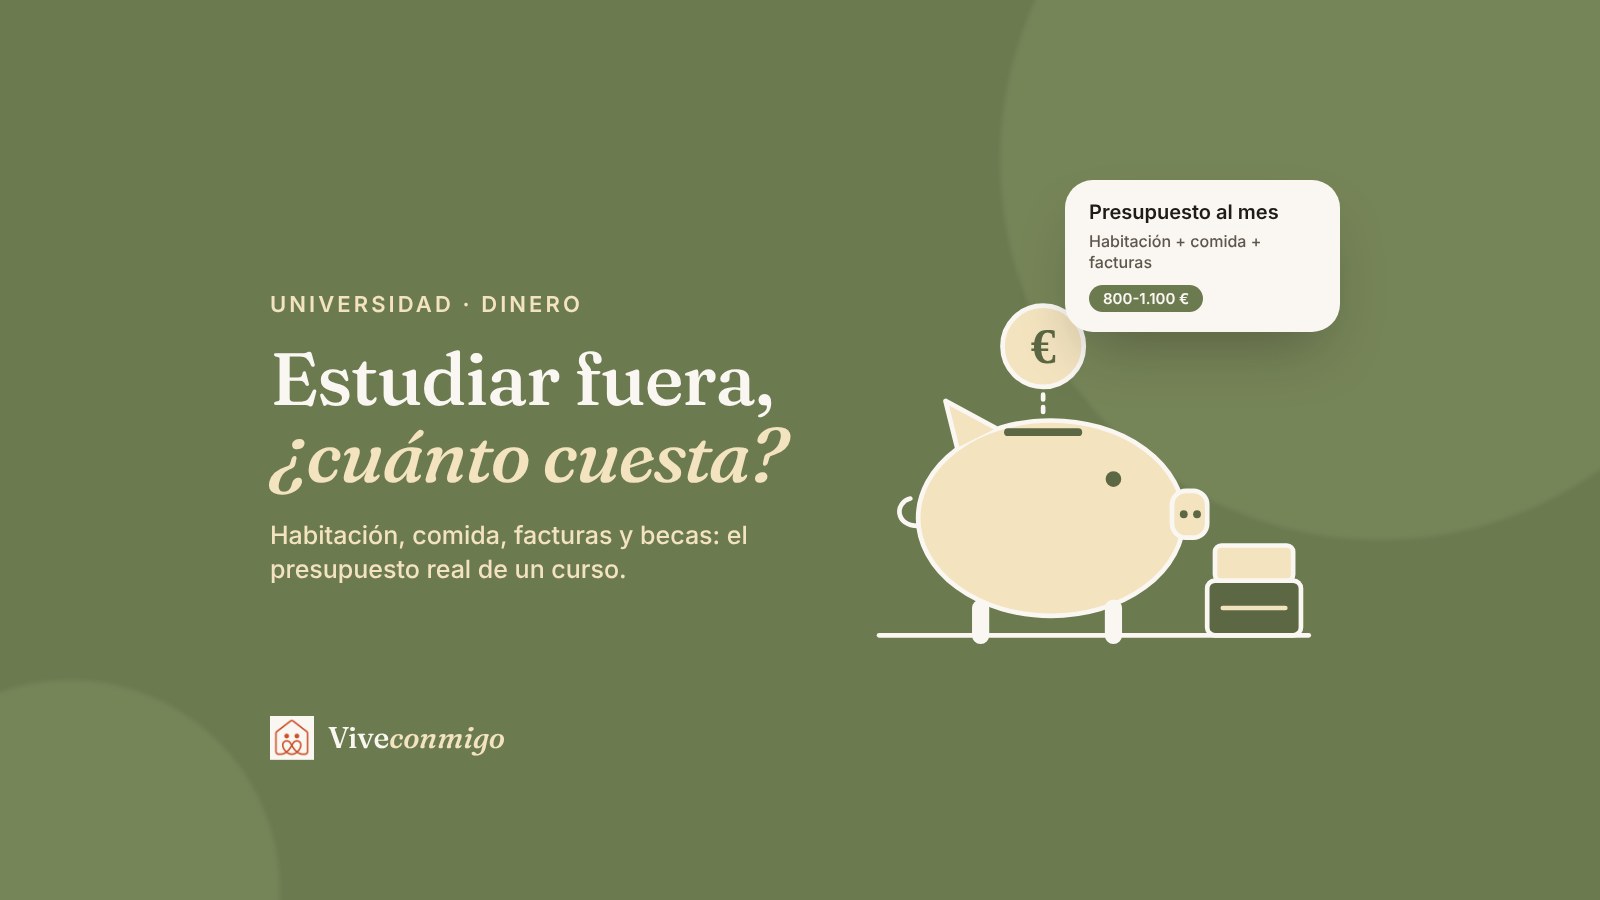 UNIVERSIDAD · DINERO
Estudiar fuera,
¿cuánto cuesta?
Habitación, comida, facturas y becas: el
presupuesto real de un curso.
Viveconmigo
Presupuesto al mes
Habitación + comida +
facturas
800-1.100 €
€